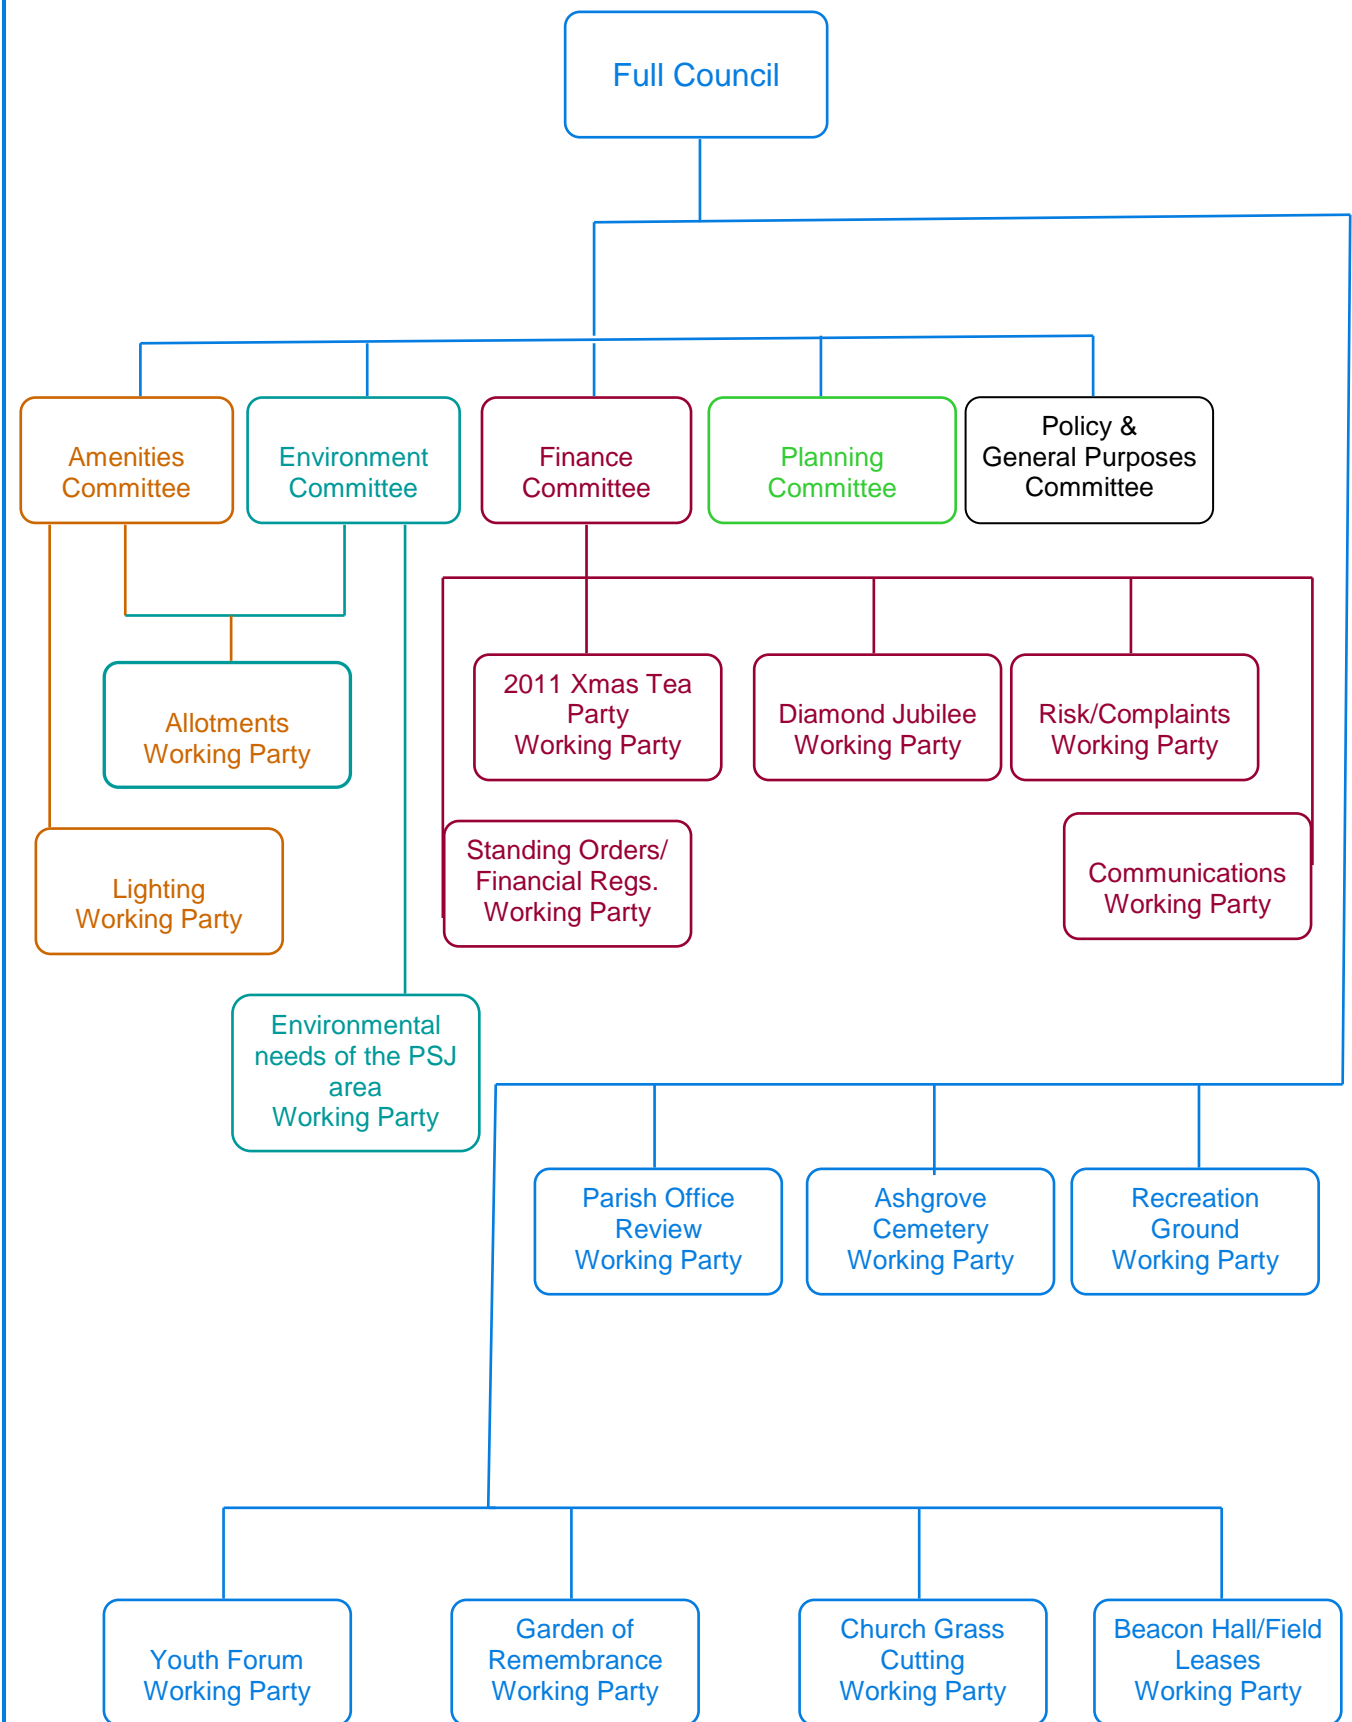 Full Council
Amenities
Committee
Environment
Committee
Finance
Committee
Planning
Committee
Policy &
General Purposes
Committee
Allotments
Working Party
2011 Xmas Tea
Party
Working Party
Diamond Jubilee
Working Party
Risk/Complaints
Working Party
Lighting
Working Party
Standing Orders/
Financial Regs.
Working Party
Communications
Working Party
Environmental
needs of the PSJ
area
Working Party
Parish Office
Review
Working Party
Ashgrove
Cemetery
Working Party
Recreation
Ground
Working Party
Youth Forum
Working Party
Garden of
Remembrance
Working Party
Church Grass
Cutting
Working Party
Beacon Hall/Field
Leases
Working Party